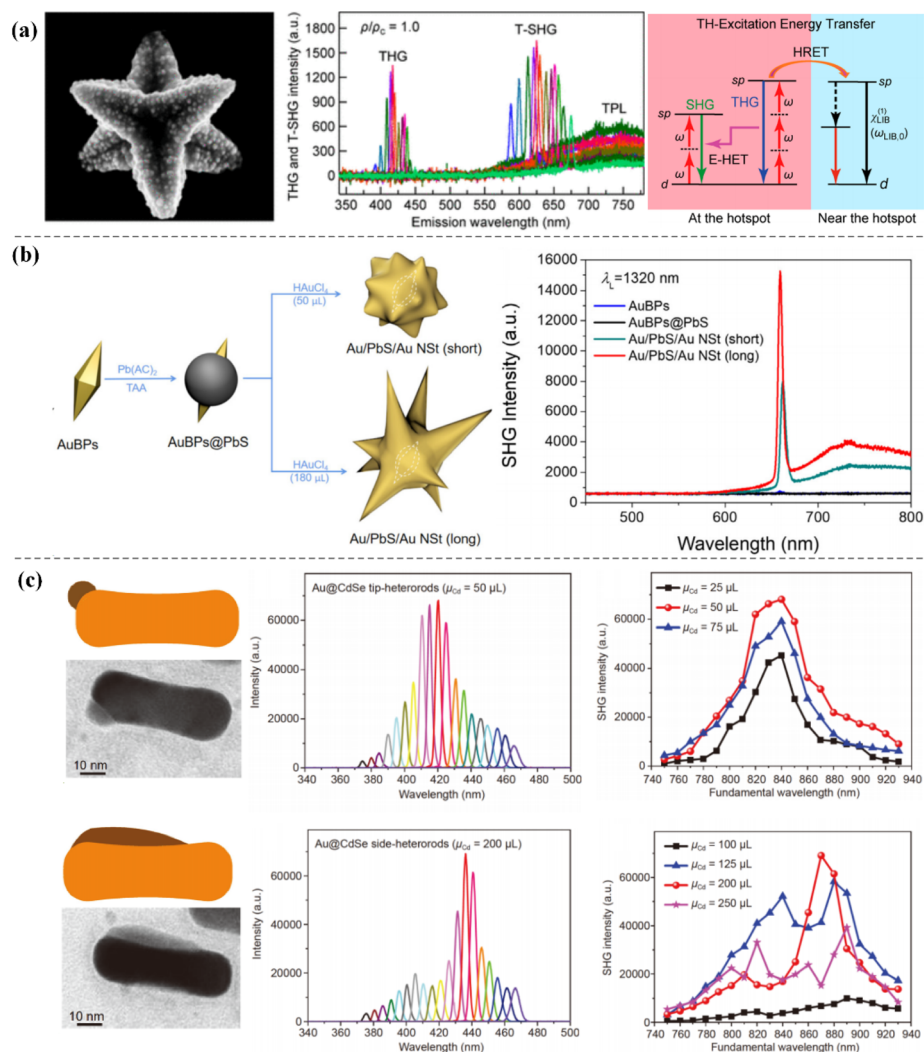 (a)
THG and T-SHG intensity (a.u.)
1800
1500
1200
900
600
300
0
ρ/ρc = 1.0
THG
T-SHG
TPL
350 400 450 500 550 600 650 700 750
Emission wavelength (nm)
TH-Excitation Energy Transfer
HRET
sp
sp
SHG
THG
sp
χ(1)LIB
(ωLIB,0)
ω
ω
ω
E-HET
ω
ω
d
d
At the hotspot
Near the hotspot
(b)
AuBPs
Pb(AC)2
TAA
AuBPs@PbS
HAuCl4
(50 µL)
Au/PbS/Au NSt (short)
HAuCl4
(180 µL)
Au/PbS/Au NSt (long)
SHG Intensity (a.u.)
16000
14000
12000
10000
8000
6000
4000
2000
0
λL=1320 nm
AuBPs
AuBPs@PbS
Au/PbS/Au NSt (short)
Au/PbS/Au NSt (long)
500 600 700 800
Wavelength (nm)
(c)
10 nm
Intensity (a.u.)
60000
40000
20000
0
Au@CdSe tip-heterorods (μCd = 50 µL)
340 360 380 400 420 440 460 480 500
Wavelength (nm)
SHG intensity (a.u.)
60000
40000
20000
0
μCd = 25 µL
μCd = 50 µL
μCd = 75 µL
740 760 780 800 820 840 860 880 900 920 940
Fundamental wavelength (nm)
10 nm
Intensity (a.u.)
60000
40000
20000
0
Au@CdSe side-heterorods (μCd = 200 µL)
340 360 380 400 420 440 460 480 500
Wavelength (nm)
SHG intensity (a.u.)
60000
40000
20000
0
μCd = 100 µL
μCd = 125 µL
μCd = 200 µL
μCd = 250 µL
740 760 780 800 820 840 860 880 900 920 940
Fundamental wavelength (nm)